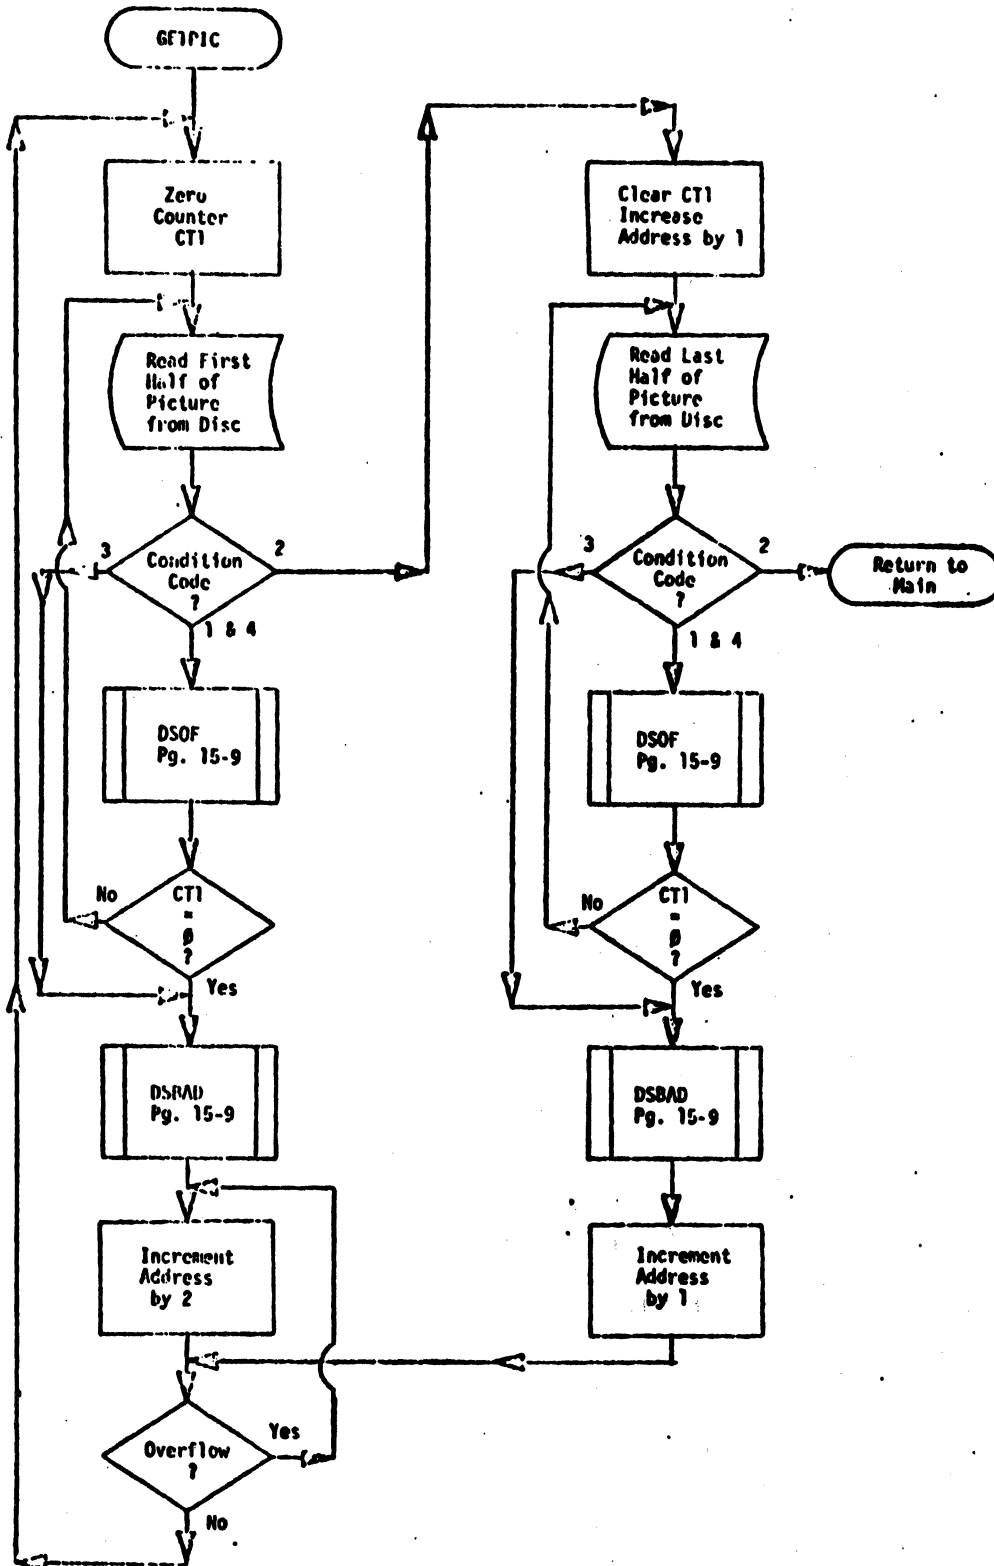 GETPIC
Zero
Counter
CT1
Read First
Half of
Picture
from Disc
3
Condition
Code
?
2
1 & 4
DSOF
Pg. 15-9
No
CT1
=
Ø
?
Yes
DSBAD
Pg. 15-9
Increment
Address
by 2
Overflow
?
Yes
No
Clear CT1
Increase
Address by 1
Read Last
Half of
Picture
from Disc
3
Condition
Code
?
2
Return to
Main
1 & 4
DSOF
Pg. 15-9
No
CT1
=
Ø
?
Yes
DSBAD
Pg. 15-9
Increment
Address
by 1